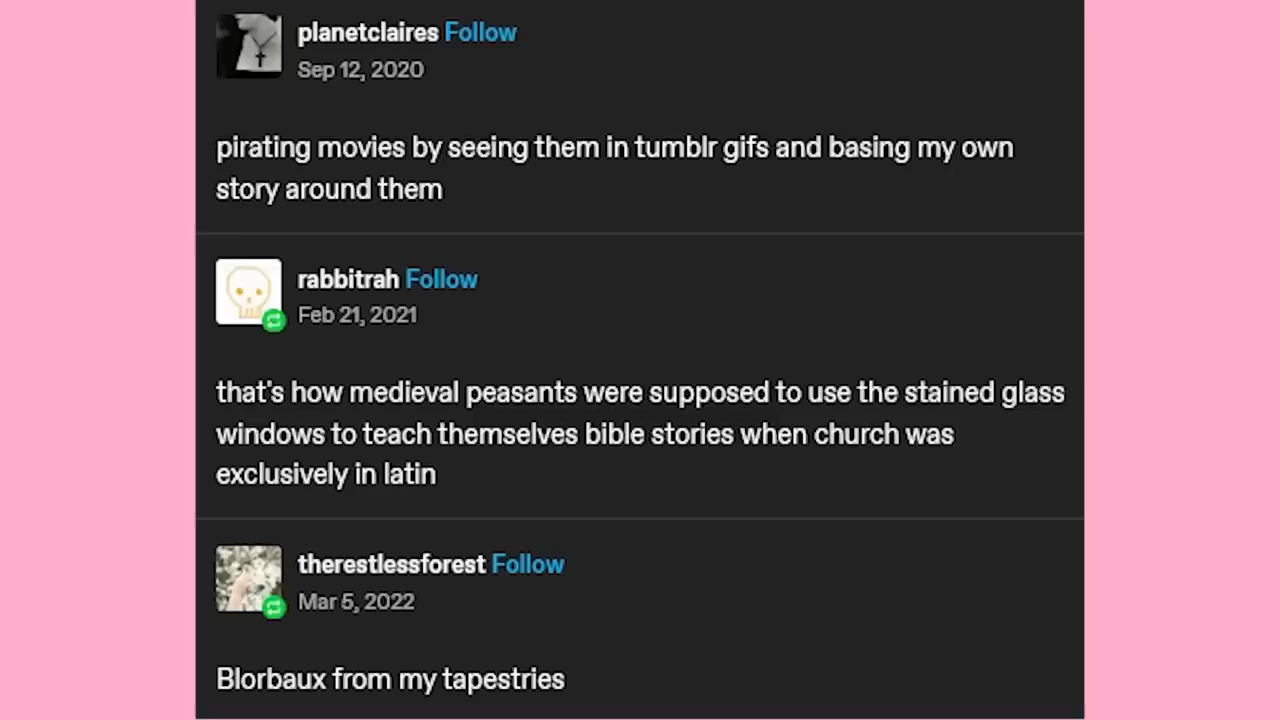 planetclaires Follow
Sep 12, 2020
pirating movies by seeing them in tumblr gifs and basing my own
story around them
rabbitrah Follow
Feb 21, 2021
that's how medieval peasants were supposed to use the stained glass
windows to teach themselves bible stories when church was
exclusively in latin
therestlessforest Follow
Mar 5, 2022
Blorbaux from my tapestries